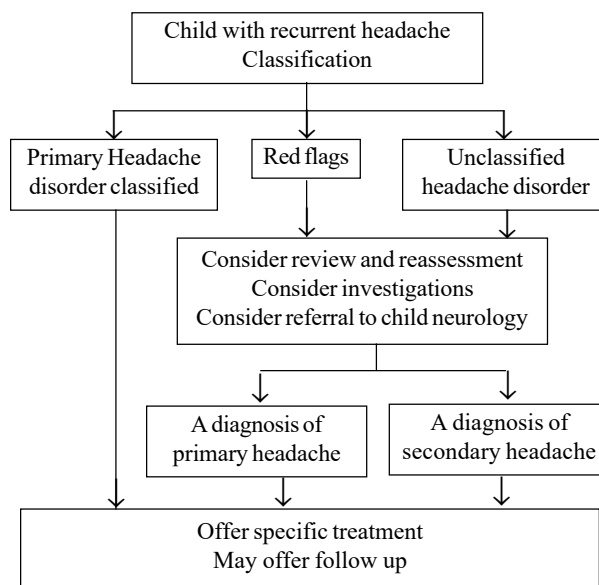 Child with recurrent headache
Classification
Primary Headache
disorder classified
Red flags
Unclassified
headache disorder
Consider review and reassessment
Consider investigations
Consider referral to child neurology
A diagnosis of
primary headache
A diagnosis of
secondary headache
Offer specific treatment
May offer follow up